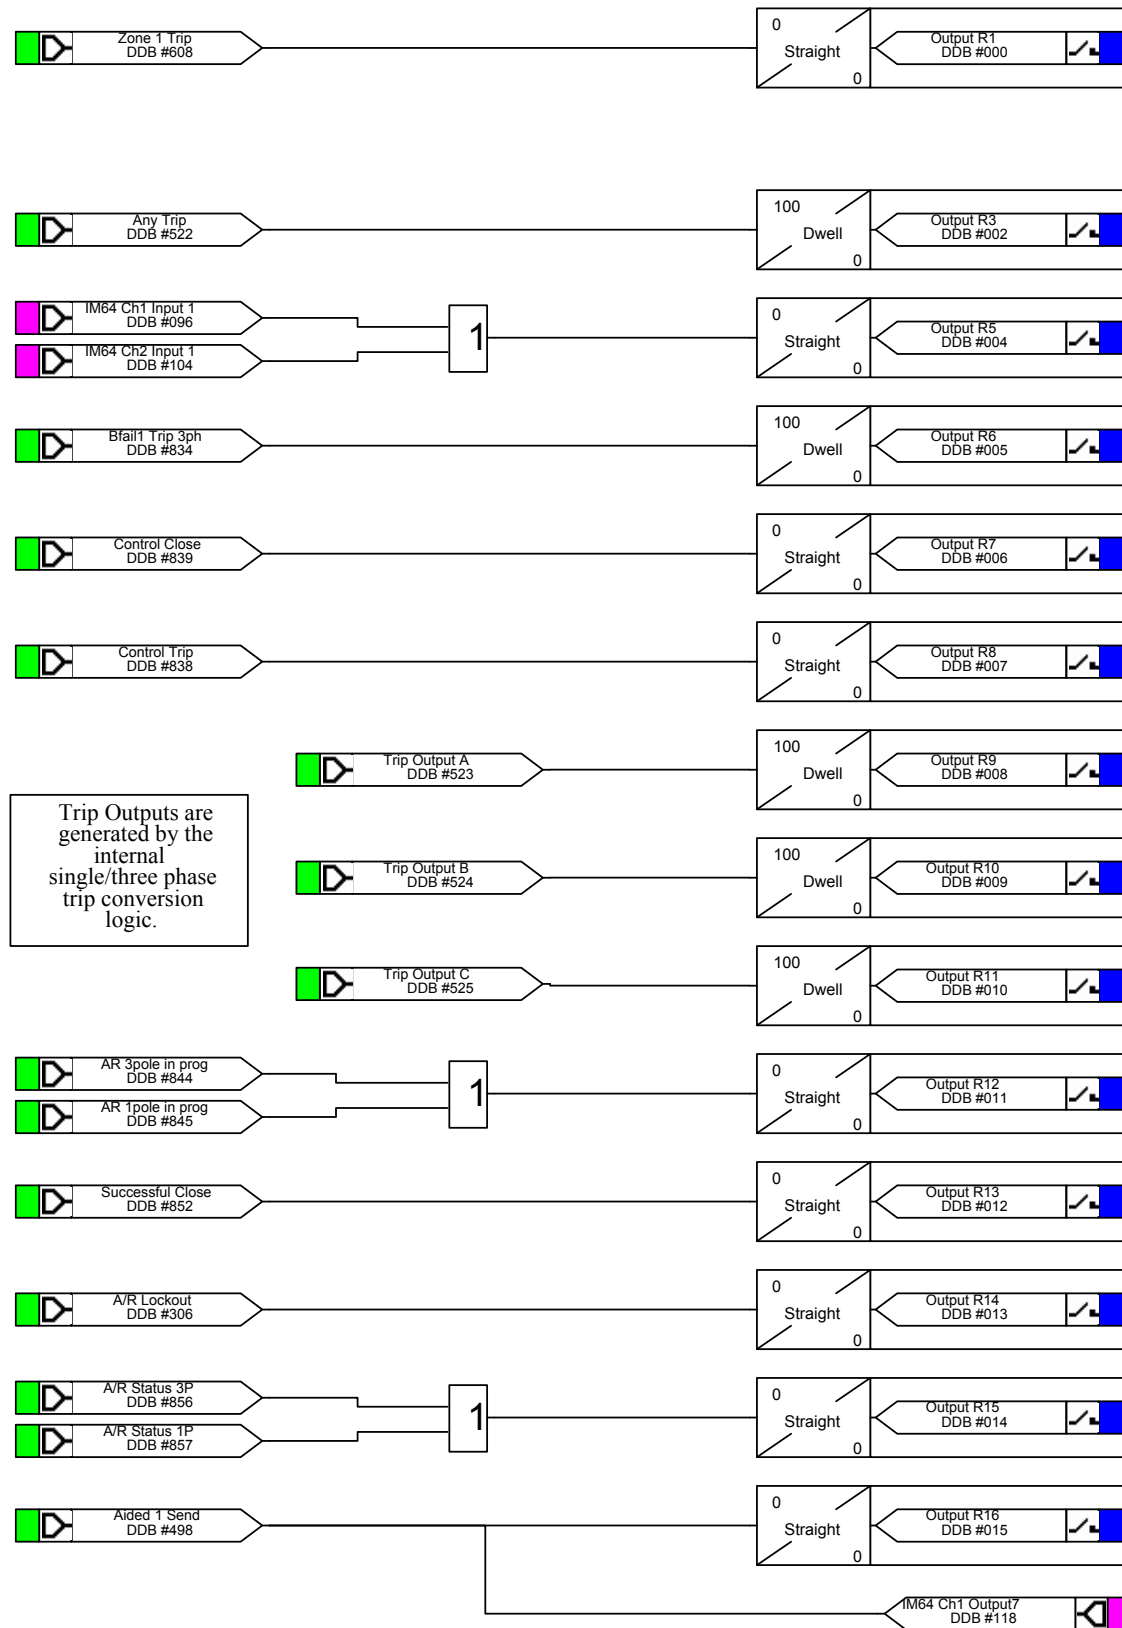 Zone 1 Trip
DDB #608
0
Straight
0
Output R1
DDB #000
Any Trip
DDB #522
100
Dwell
0
Output R3
DDB #002
IM64 Ch1 Input 1
DDB #096
IM64 Ch2 Input 1
DDB #104
1
0
Straight
0
Output R5
DDB #004
Bfail1 Trip 3ph
DDB #834
100
Dwell
0
Output R6
DDB #005
Control Close
DDB #839
0
Straight
0
Output R7
DDB #006
Control Trip
DDB #838
0
Straight
0
Output R8
DDB #007
Trip Output A
DDB #523
100
Dwell
0
Output R9
DDB #008
Trip Outputs are
generated by the
internal
single/three phase
trip conversion
logic.
Trip Output B
DDB #524
100
Dwell
0
Output R10
DDB #009
Trip Output C
DDB #525
100
Dwell
0
Output R11
DDB #010
AR 3pole in prog
DDB #844
AR 1pole in prog
DDB #845
1
0
Straight
0
Output R12
DDB #011
Successful Close
DDB #852
0
Straight
0
Output R13
DDB #012
A/R Lockout
DDB #306
0
Straight
0
Output R14
DDB #013
A/R Status 3P
DDB #856
A/R Status 1P
DDB #857
1
0
Straight
0
Output R15
DDB #014
Aided 1 Send
DDB #498
0
Straight
0
Output R16
DDB #015
IM64 Ch1 Output7
DDB #118